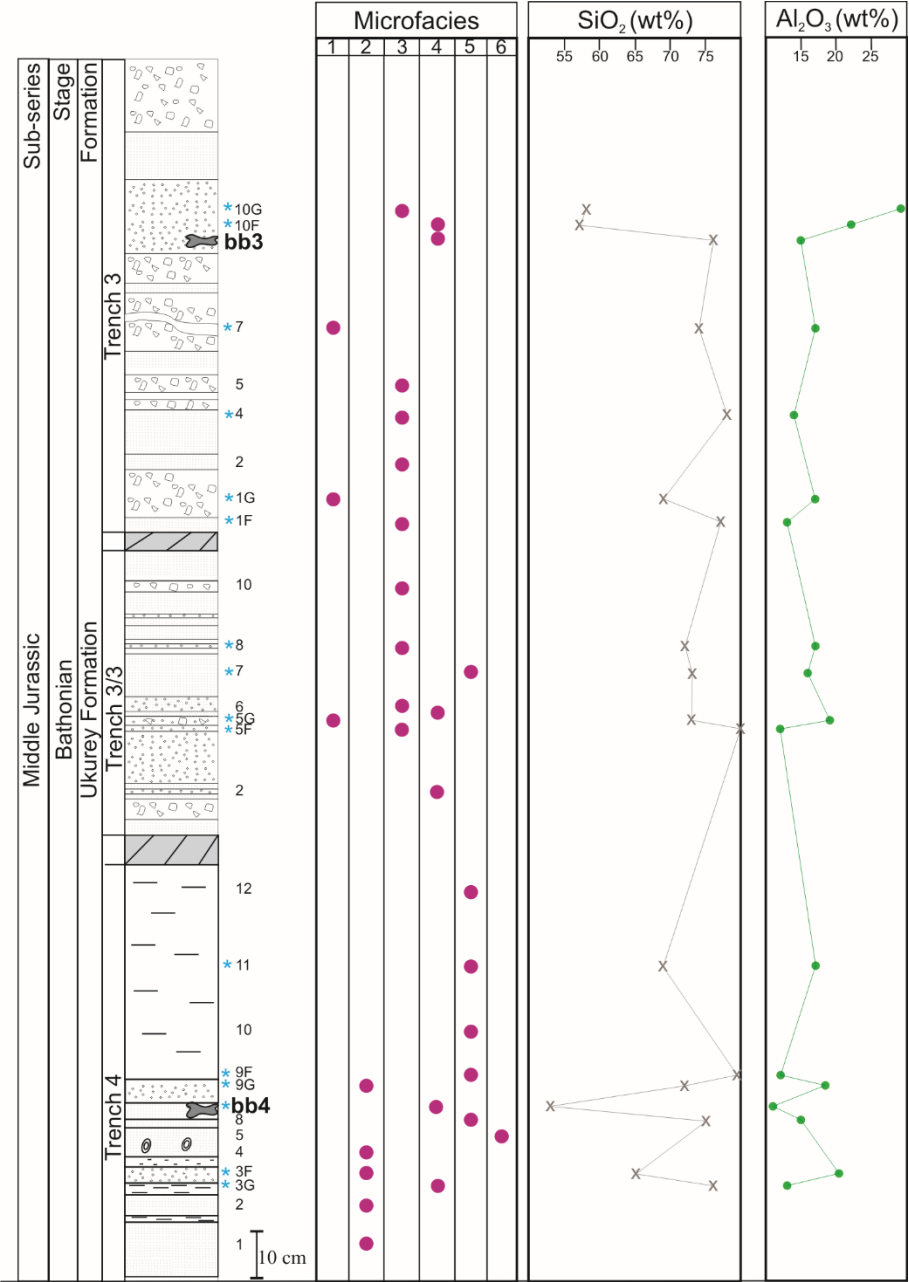 Microfacies
SiO₂ (wt%)
Al₂O₃ (wt%)
1 2 3 4 5 6
55 60 65 75
15 25
Sub-series
Stage
Formation
Middle Jurassic
Bathonian
Ukurey Formation
Trench 3
*10G
*10F
bb3
*7
5
*4
2
*1G
*1F
Trench 3/3
10
*8
*7
6
*5G
*5F
2
Trench 4
12
*11
10
*9F
*9G
*bb4
8
5
4
*3F
*3G
2
1
10 cm